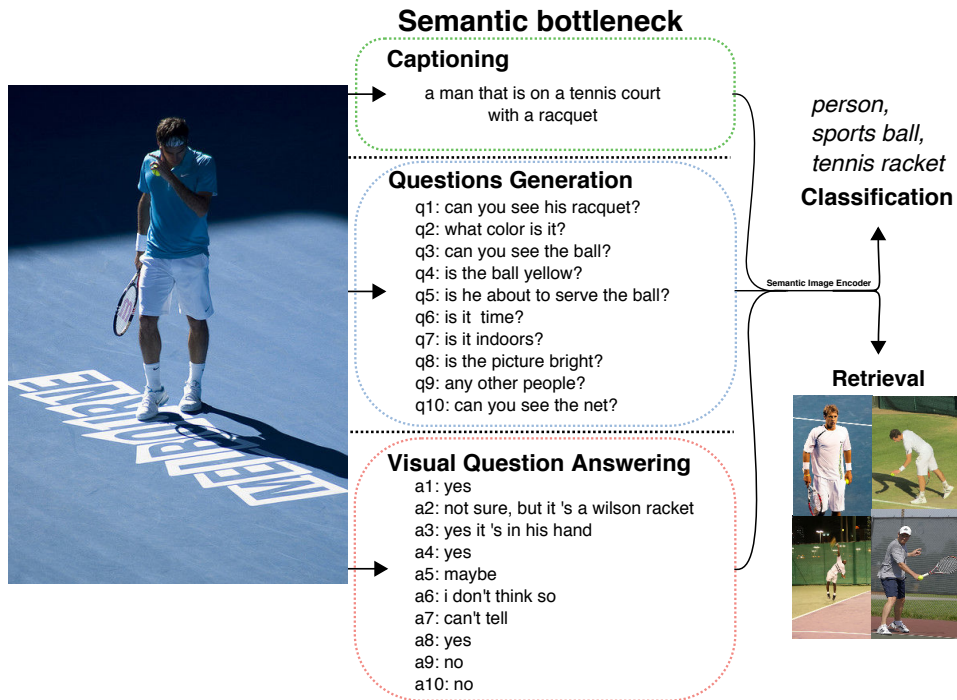 Semantic bottleneck
Captioning
a man that is on a tennis court
with a racquet
Questions Generation
q1: can you see his racquet?
q2: what color is it?
q3: can you see the ball?
q4: is the ball yellow?
q5: is he about to serve the ball?
q6: is it time?
q7: is it indoors?
q8: is the picture bright?
q9: any other people?
q10: can you see the net?
Visual Question Answering
a1: yes
a2: not sure, but it 's a wilson racket
a3: yes it 's in his hand
a4: yes
a5: maybe
a6: i don't think so
a7: can't tell
a8: yes
a9: no
a10: no
Semantic Image Encoder
person,
sports ball,
tennis racket
Classification
Retrieval
MELBOURNE